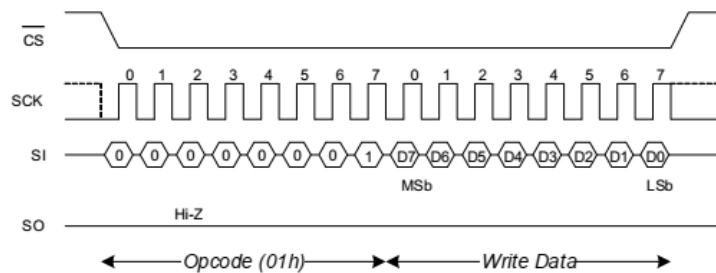 CS
0 1 2 3 4 5 6 7 0 1 2 3 4 5 6 7
SCK
SI 0 0 0 0 0 0 0 1 D7 D6 D5 D4 D3 D2 D1 D0
MSb LSb
Hi-Z
SO
Opcode (01h) Write Data